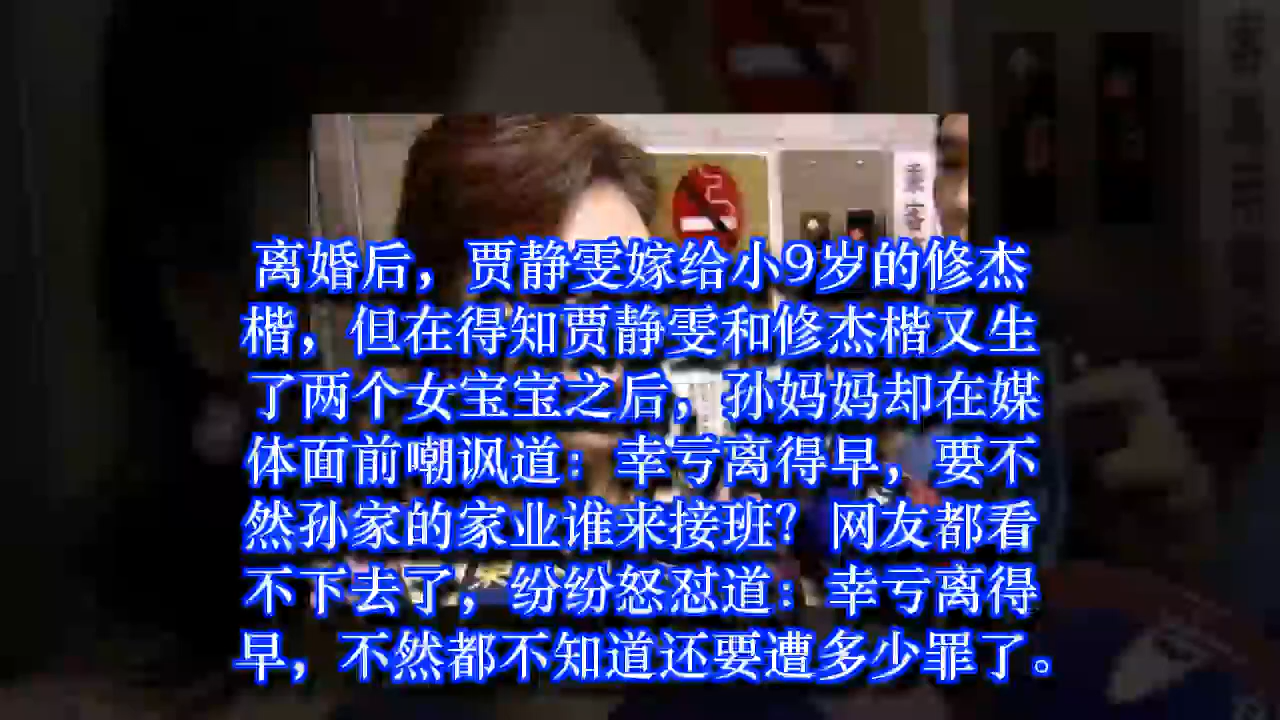 乘客
离婚后，贾静雯嫁给小9岁的修杰
楷，但在得知贾静雯和修杰楷又生
了两个女宝宝之后，孙妈妈却在媒
体面前嘲讽道：幸亏离得早，要不
然孙家的家业谁来接班？网友都看
不下去了，纷纷怒怼道：幸亏离得
早，不然都不知道还要遭多少罪了。